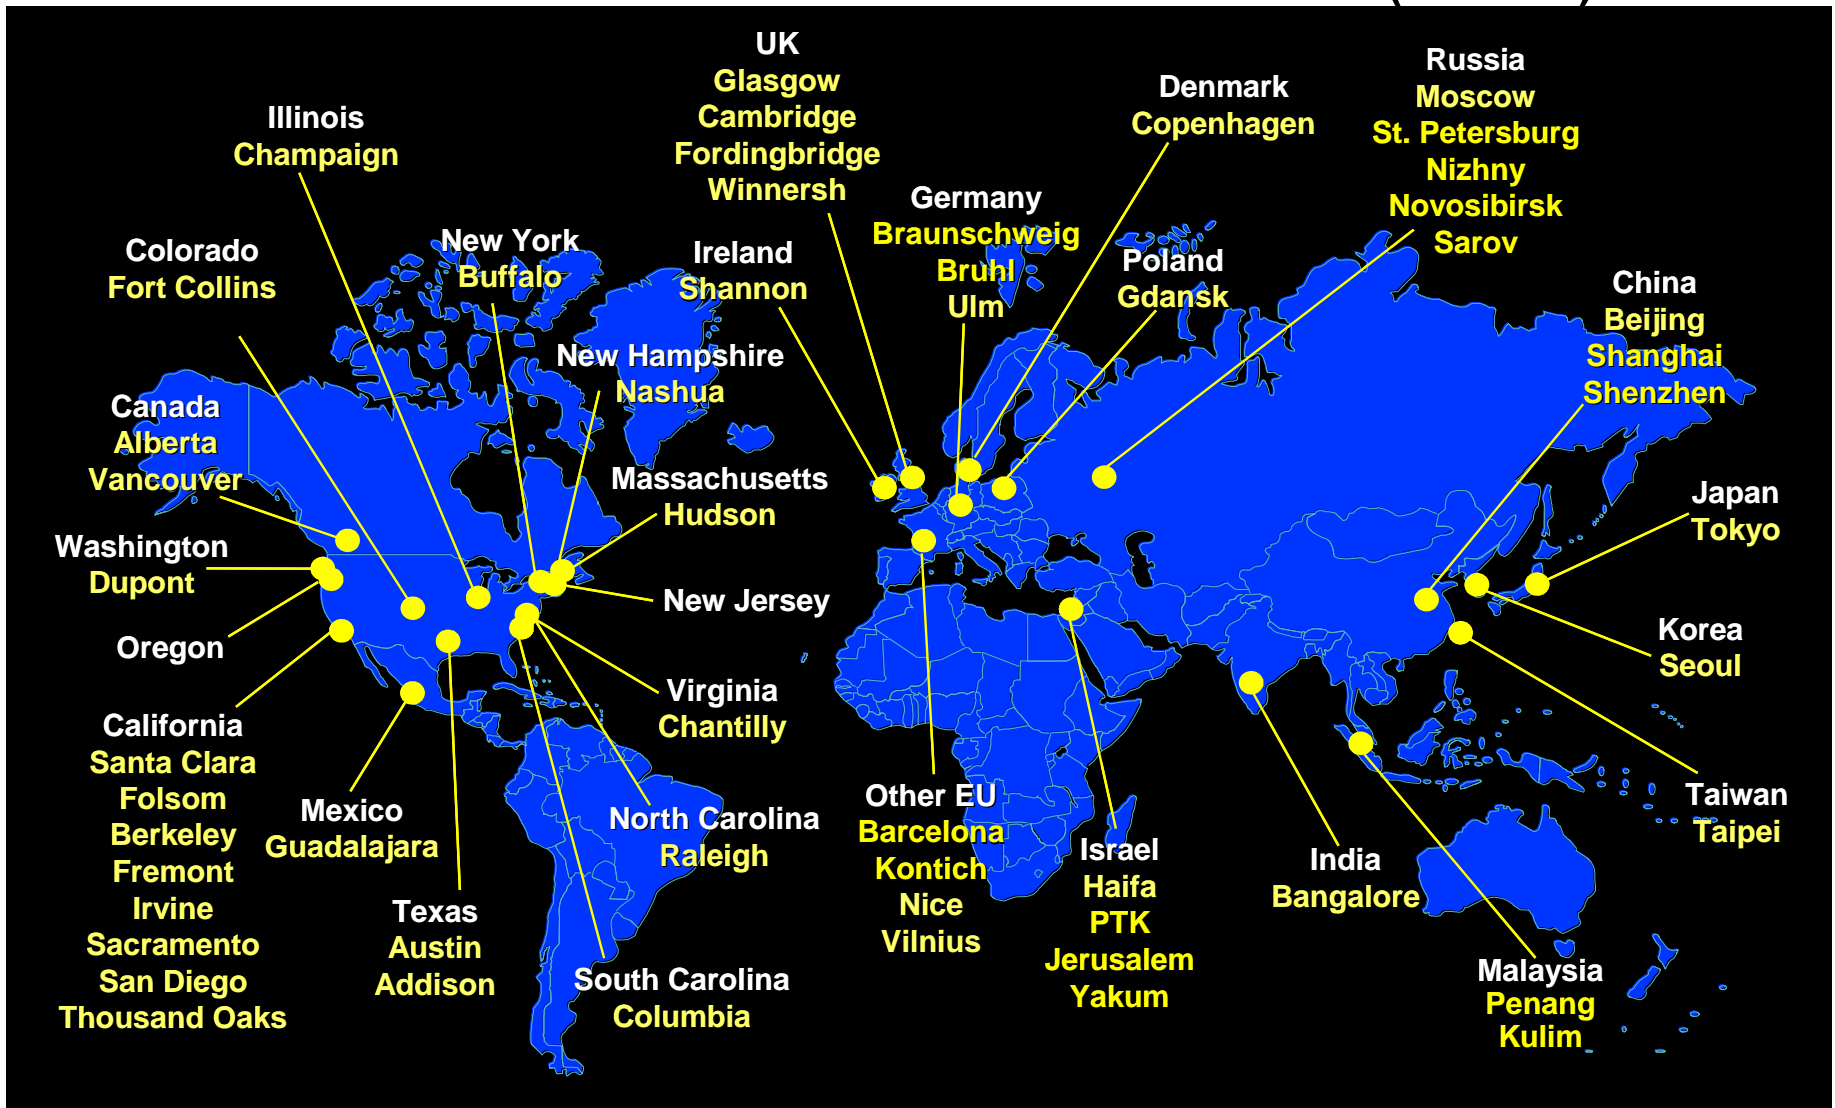 UK
Glasgow
Cambridge
Fordingbridge
Winnersh
Denmark
Copenhagen
Russia
Moscow
St. Petersburg
Nizhny
Novosibirsk
Sarov
Illinois
Champaign
Germany
Braunschweig
Bruhl
Ulm
Colorado
Fort Collins
New York
Buffalo
Ireland
Shannon
Poland
Gdansk
China
Beijing
Shanghai
Shenzhen
New Hampshire
Nashua
Canada
Alberta
Vancouver
Massachusetts
Hudson
Japan
Tokyo
Washington
Dupont
New Jersey
Oregon
Korea
Seoul
Virginia
Chantilly
California
Santa Clara
Folsom
Berkeley
Fremont
Irvine
Sacramento
San Diego
Thousand Oaks
Mexico
Guadalajara
North Carolina
Raleigh
Other EU
Barcelona
Kontich
Nice
Vilnius
Israel
Haifa
PTK
Jerusalem
Yakum
India
Bangalore
Taiwan
Taipei
Texas
Austin
Addison
South Carolina
Columbia
Malaysia
Penang
Kulim